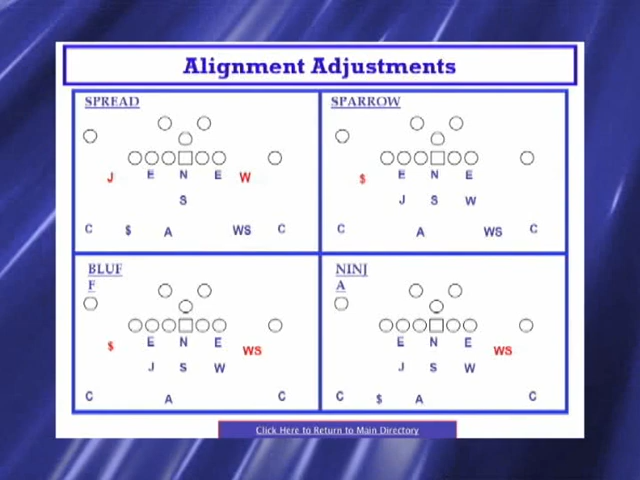 Alignment Adjustments
SPREAD
J E N E W
S
C $ A WS C
SPARROW
$ E N E
J S W
C A WS C
BLUF
F
$ E N E WS
J S W
C A C
NINJ
A
E N E WS
J S W
C $ A C
Click Here to Return to Main Directory